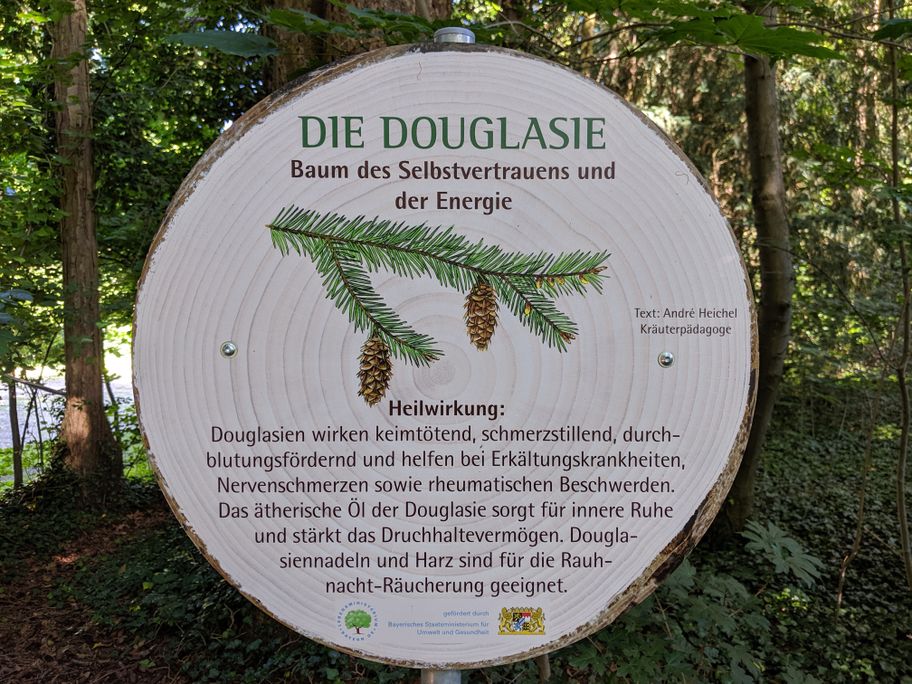 DIE DOUGLASIE
Baum des Selbstvertrauens und
der Energie
Text: André Heichel
Kräuterpädagoge
Heilwirkung:
Douglasien wirken keimtötend, schmerzstillend, durch-
blutungsfördernd und helfen bei Erkältungskrankheiten,
Nervenschmerzen sowie rheumatischen Beschwerden.
Das ätherische Öl der Douglasie sorgt für innere Ruhe
und stärkt das Druchhaltevermögen. Dougla-
siennadeln und Harz sind für die Rauh-
nacht-Räucherung geeignet.
gefördert durch
Bayerisches Staatsministerium für
Umwelt und Gesundheit